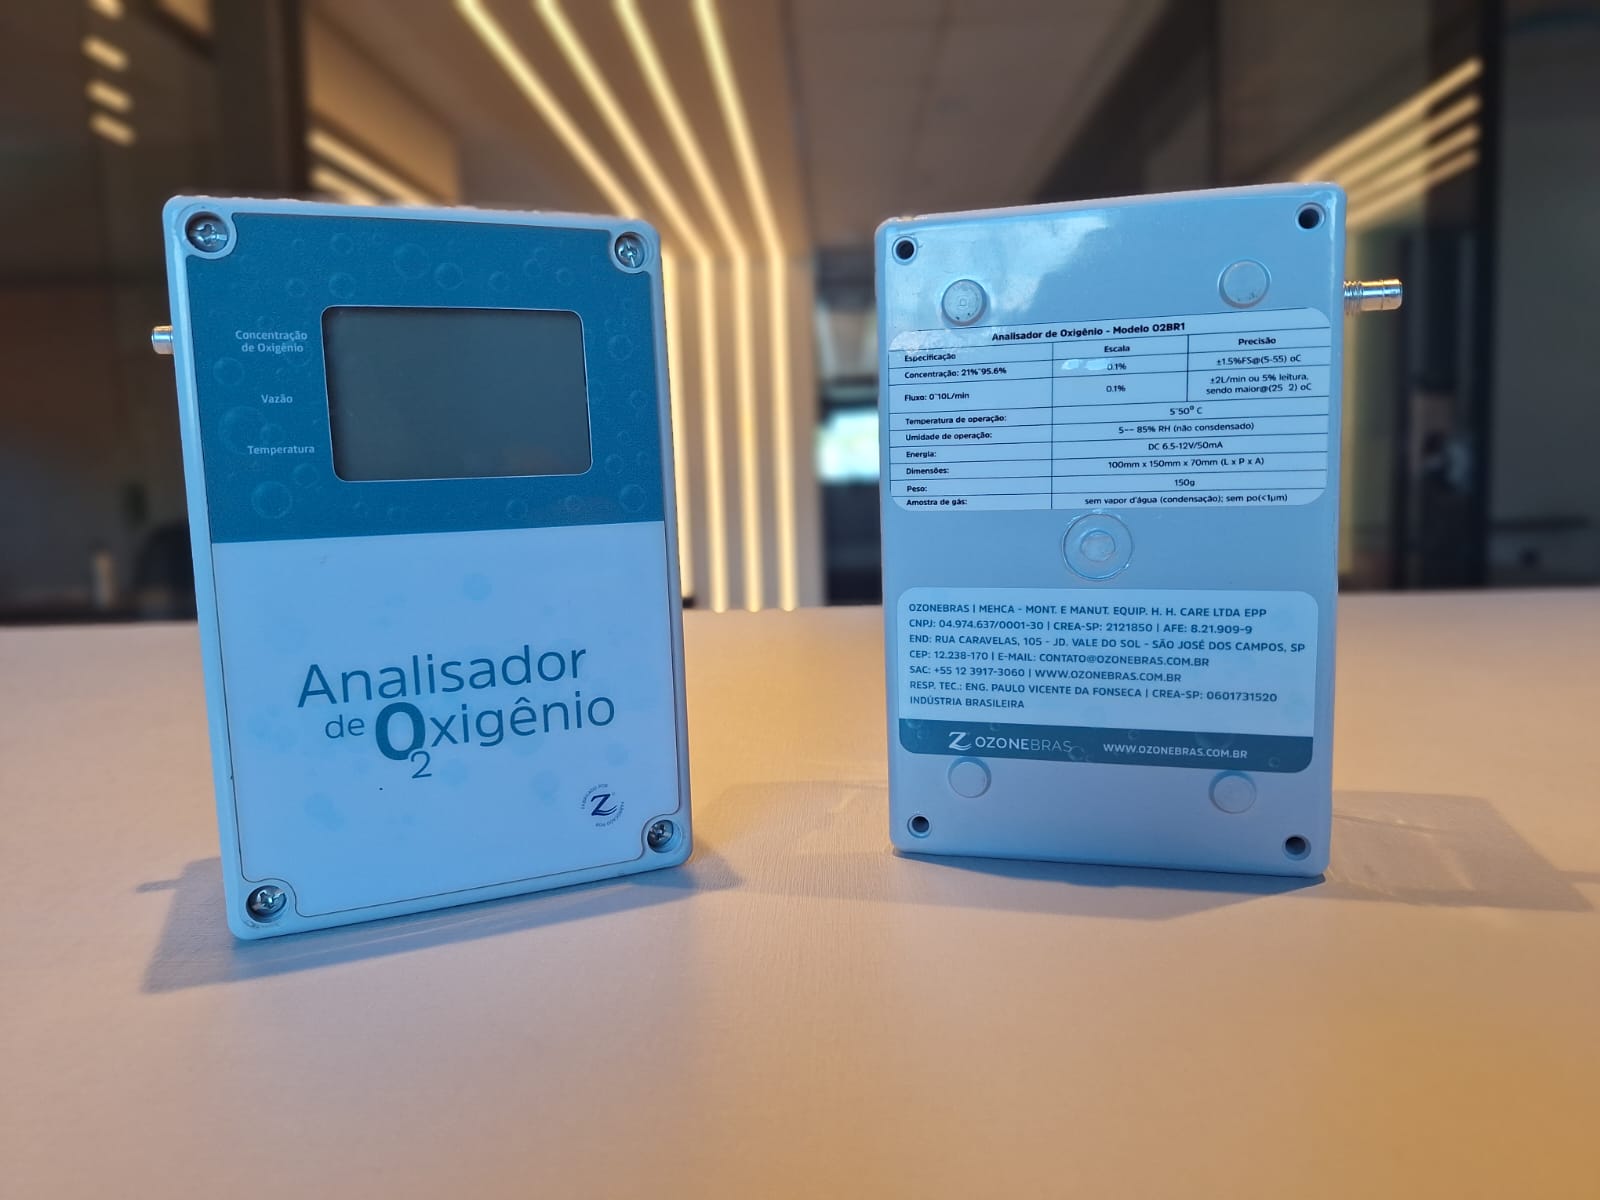 Concentração
de Oxigênio
Vazão
Temperatura
Analisador
de O2xigênio
FABRICADO POR
Z
Analisador de Oxigênio - Modelo O2BR1
Especificação Escala Precisão
Concentração: 21%~95.6% 0.1% ±1.5%FS@(5-55) oC
Fluxo: 0~10L/min 0.1% ±2L/min ou 5% leitura,
sendo maior@(25 2) oC
Temperatura de operação: 5~50° C
Umidade de operação: 5-- 85% RH (não consdensado)
Energia: DC 6.5-12V/50mA
Dimensões: 100mm x 150mm x 70mm (L x P x A)
Peso: 150g
Amostra de gás: sem vapor d'água (condensação); sem po(<1µm)
OZONEBRAS | MEHCA - MONT. E MANUT. EQUIP. H. H. CARE LTDA EPP
CNPJ: 04.974.637/0001-30 | CREA-SP: 2121850 | AFE: 8.21.909-9
END: RUA CARAVELAS, 105 - JD. VALE DO SOL - SÃO JOSÉ DOS CAMPOS, SP
CEP: 12.238-170 | E-MAIL: CONTATO@OZONEBRAS.COM.BR
SAC: +55 12 3917-3060 | WWW.OZONEBRAS.COM.BR
RESP. TEC.: ENG. PAULO VICENTE DA FONSECA | CREA-SP: 0601731520
INDÚSTRIA BRASILEIRA
Z OZONEBRAS WWW.OZONEBRAS.COM.BR